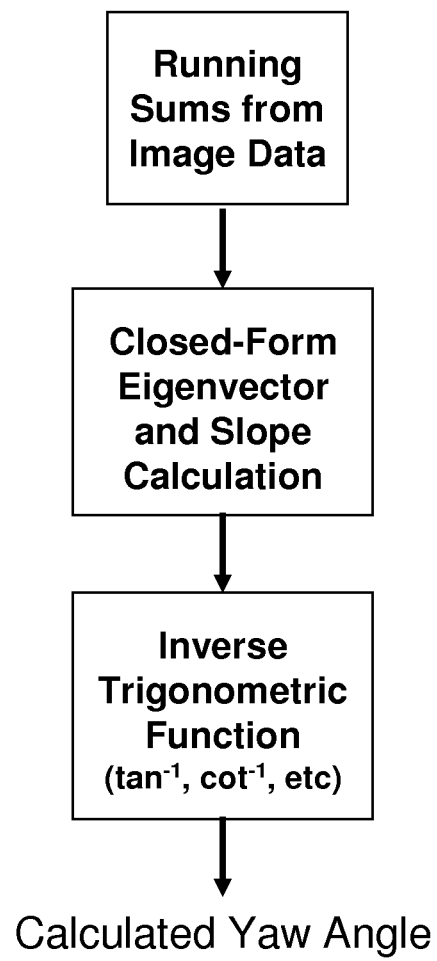 Running
Sums from
Image Data
Closed-Form
Eigenvector
and Slope
Calculation
Inverse
Trigonometric
Function
(tan⁻¹, cot⁻¹, etc)
Calculated Yaw Angle